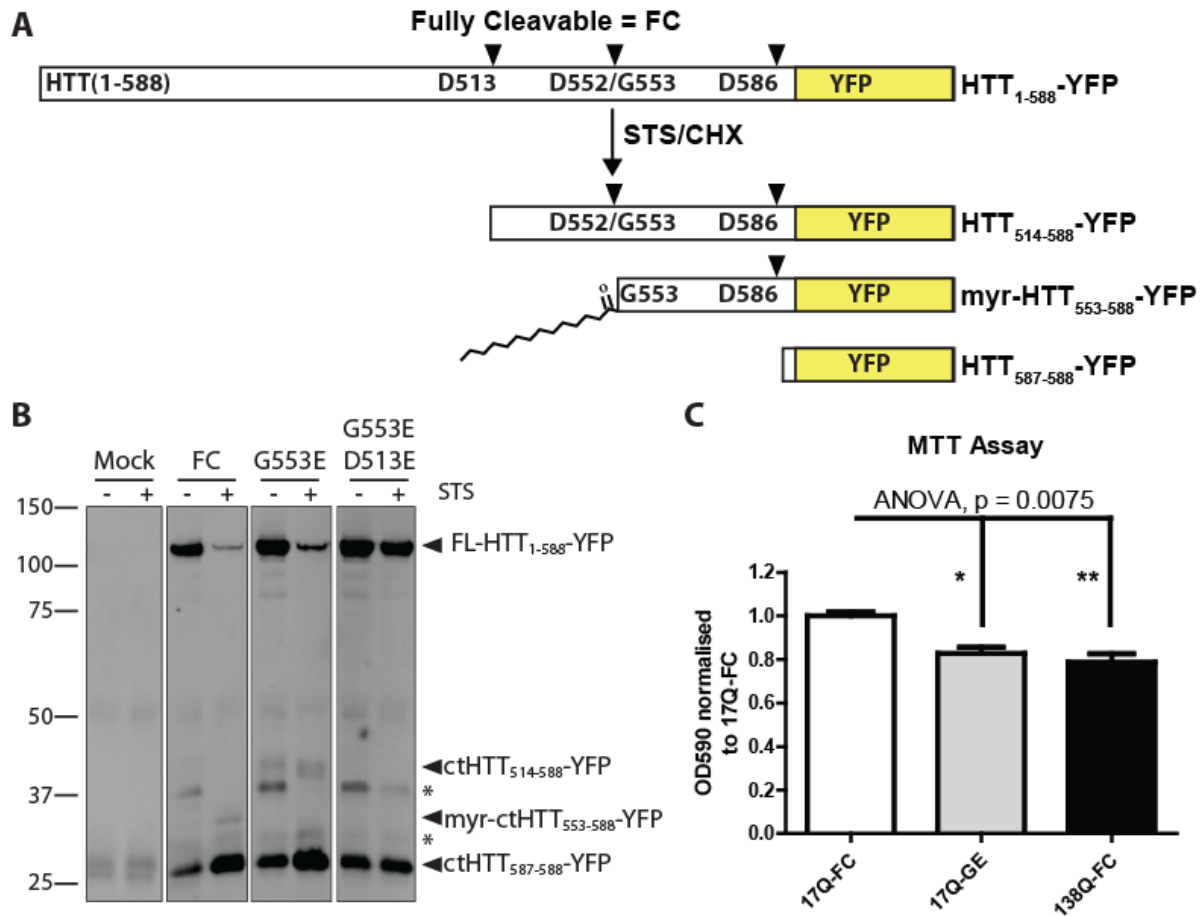 A
Fully Cleavable = FC
HTT(1-588) D513 D552/G553 D586 YFP HTT1-588-YFP
STS/CHX
D552/G553 D586 YFP HTT514-588-YFP
O
G553 D586 YFP myr-HTT553-588-YFP
YFP HTT587-588-YFP
B
Mock FC G553E G553E D513E
- + - + - + - + STS
150
100
75
50
37
25
FL-HTT1-588-YFP
ctHTT514-588-YFP
*
myr-ctHTT553-588-YFP
*
ctHTT587-588-YFP
C
MTT Assay
ANOVA, p = 0.0075
* **
OD590 normalised
to 17Q-FC
1.2
1.0
0.8
0.6
0.4
0.2
0.0
17Q-FC 17Q-GE 138Q-FC